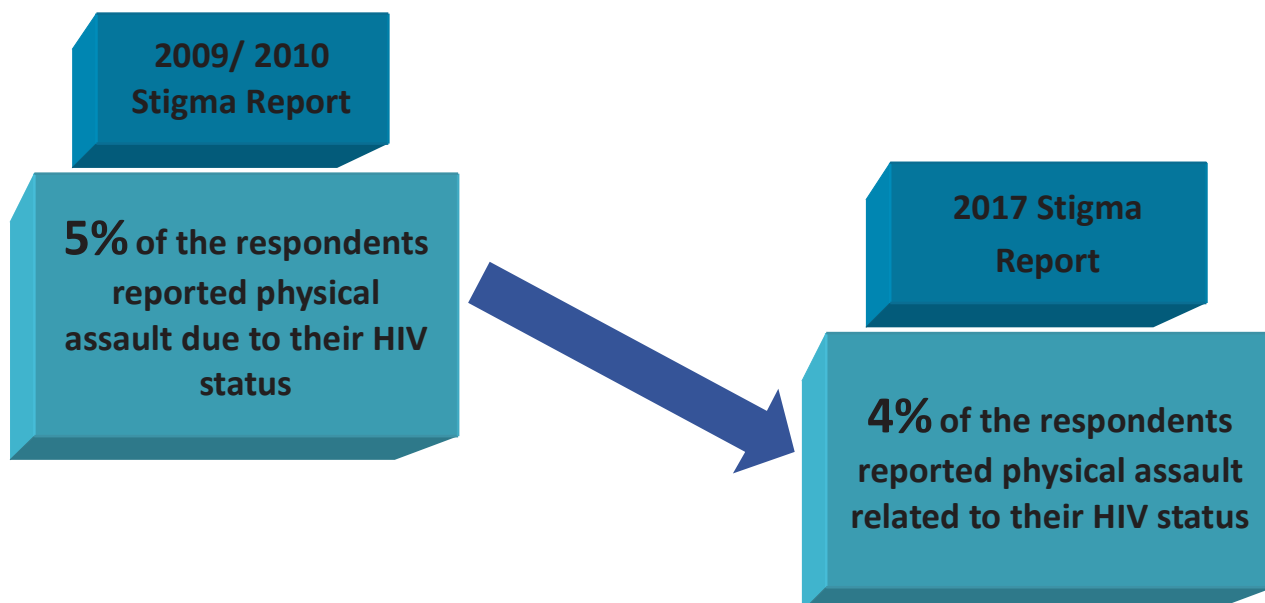 2009/ 2010
Stigma Report
5% of the respondents
reported physical
assault due to their HIV
status
2017 Stigma
Report
4% of the respondents
reported physical assault
related to their HIV status